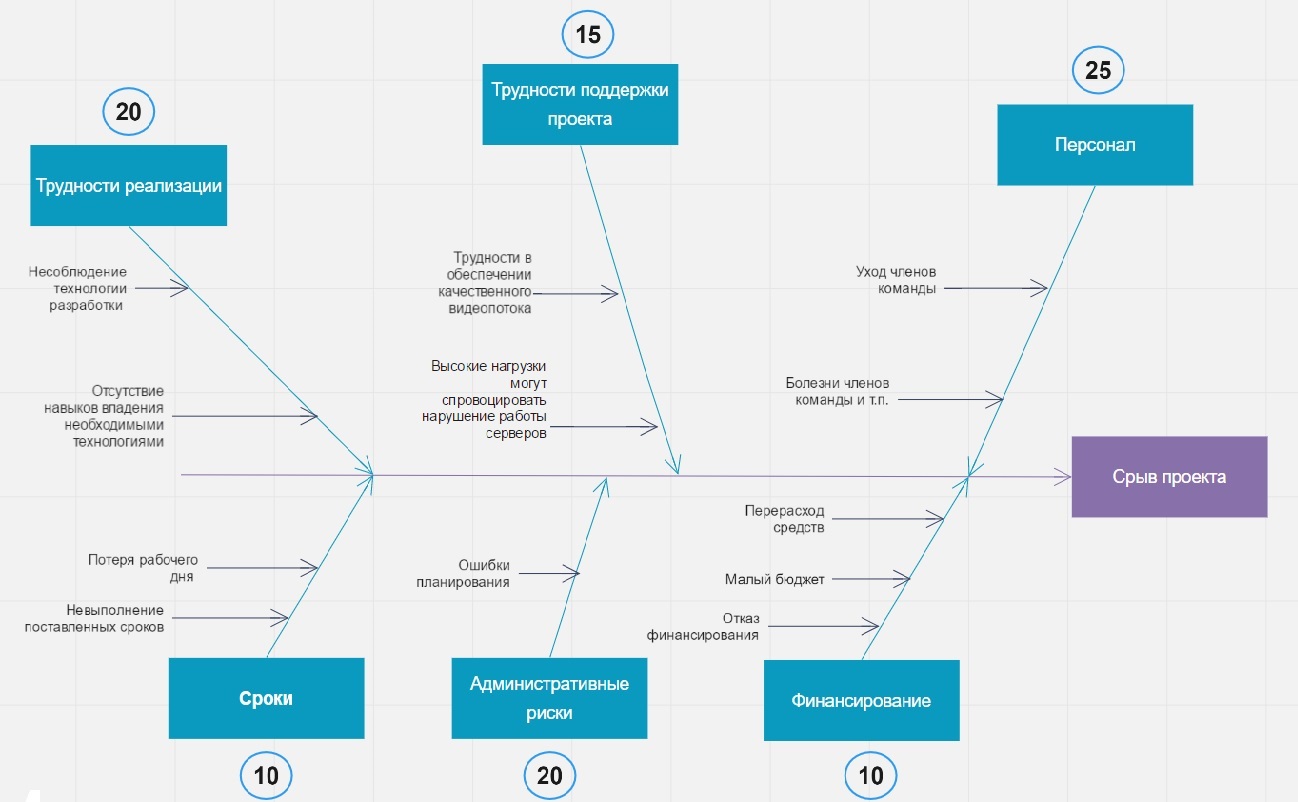 15
Трудности поддержки
проекта
25
Персонал
20
Трудности реализации
Несоблюдение
технологии
разработки
Отсутствие
навыков владения
необходимыми
технологиями
Трудности в
обеспечении
качественного
видеопотока
Высокие нагрузки
могут
спровоцировать
нарушение работы
серверов
Уход членов
команды
Болезни членов
команды и т.п.
Срыв проекта
Потеря рабочего
дня
Невыполнение
поставленных сроков
Сроки
10
Ошибки
планирования
Административные
риски
20
Перерасход
средств
Малый бюджет
Отказ
финансирования
Финансирование
10